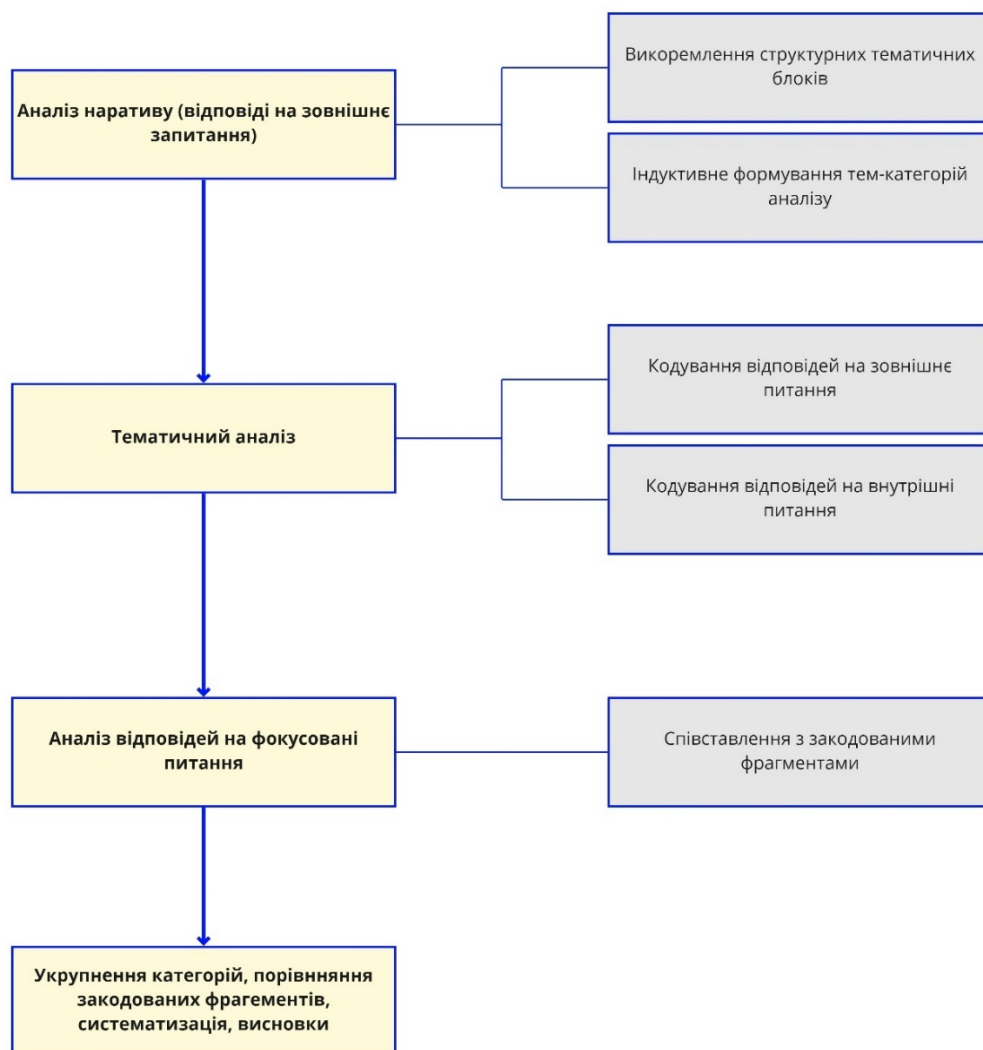 Викоремлення структурних тематичних
блоків
Аналіз наративу (відповіді на зовнішнє
запитання)
Індуктивне формування тем-категорій
аналізу
Кодування відповідей на зовнішнє
питання
Тематичний аналіз
Кодування відповідей на внутрішні
питання
Аналіз відповідей на фокусовані
питання
Співставлення з закодованими
фрагментами
Укрупнення категорій, порівнняння
закодованих фрагементів,
систематизація, висновки